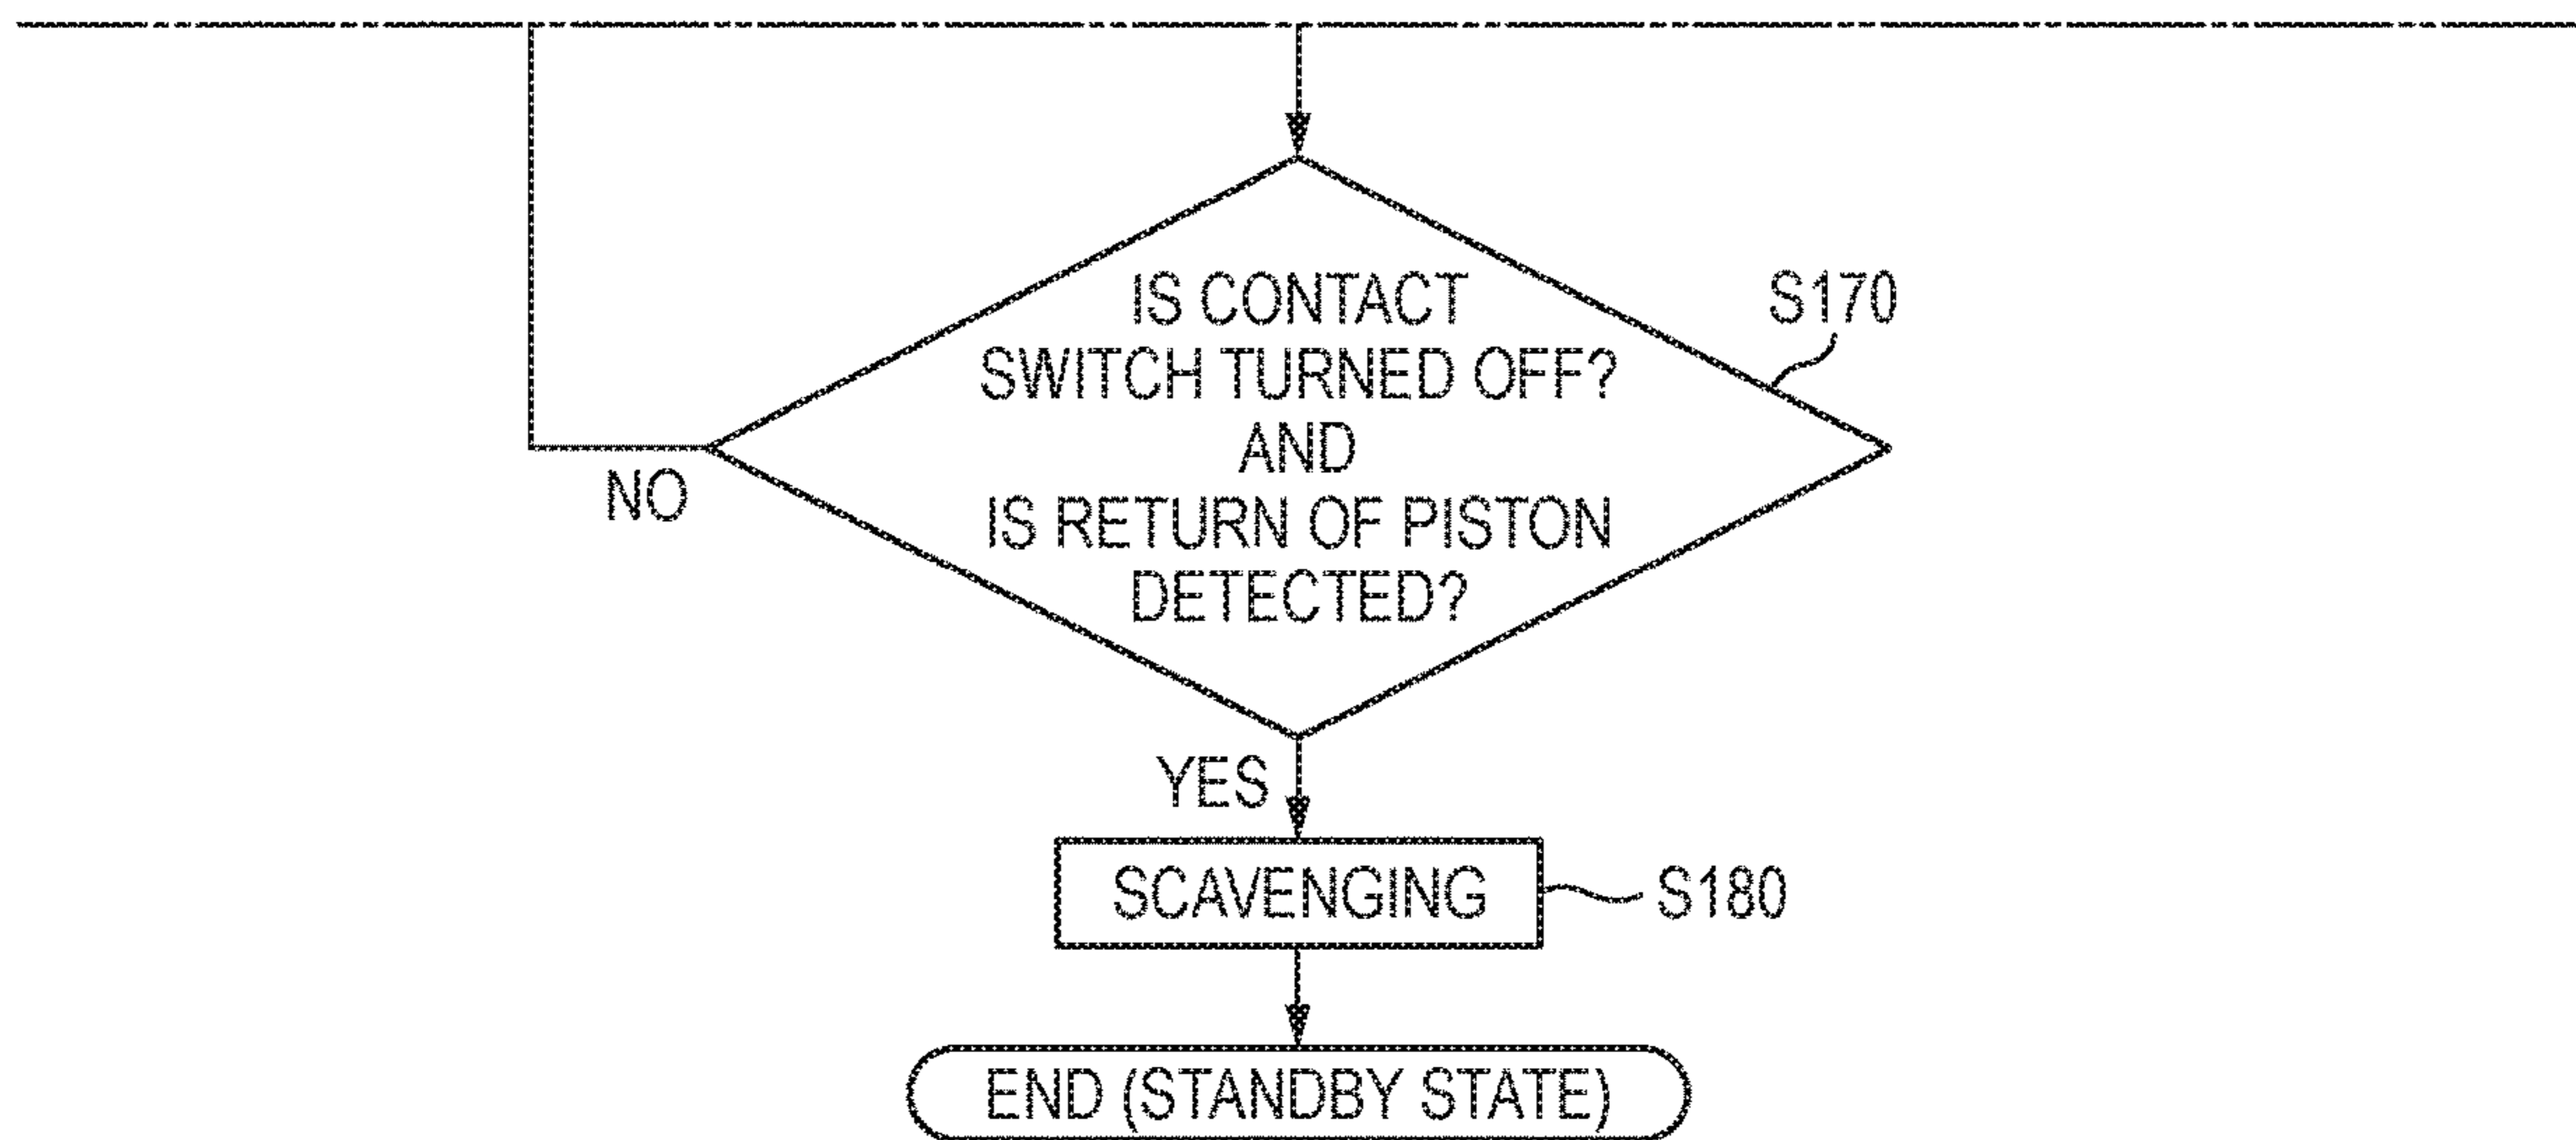 IS CONTACT
SWITCH TURNED OFF?
AND
IS RETURN OF PISTON
DETECTED?
S170
NO
YES
SCAVENGING
S180
END (STANDBY STATE)